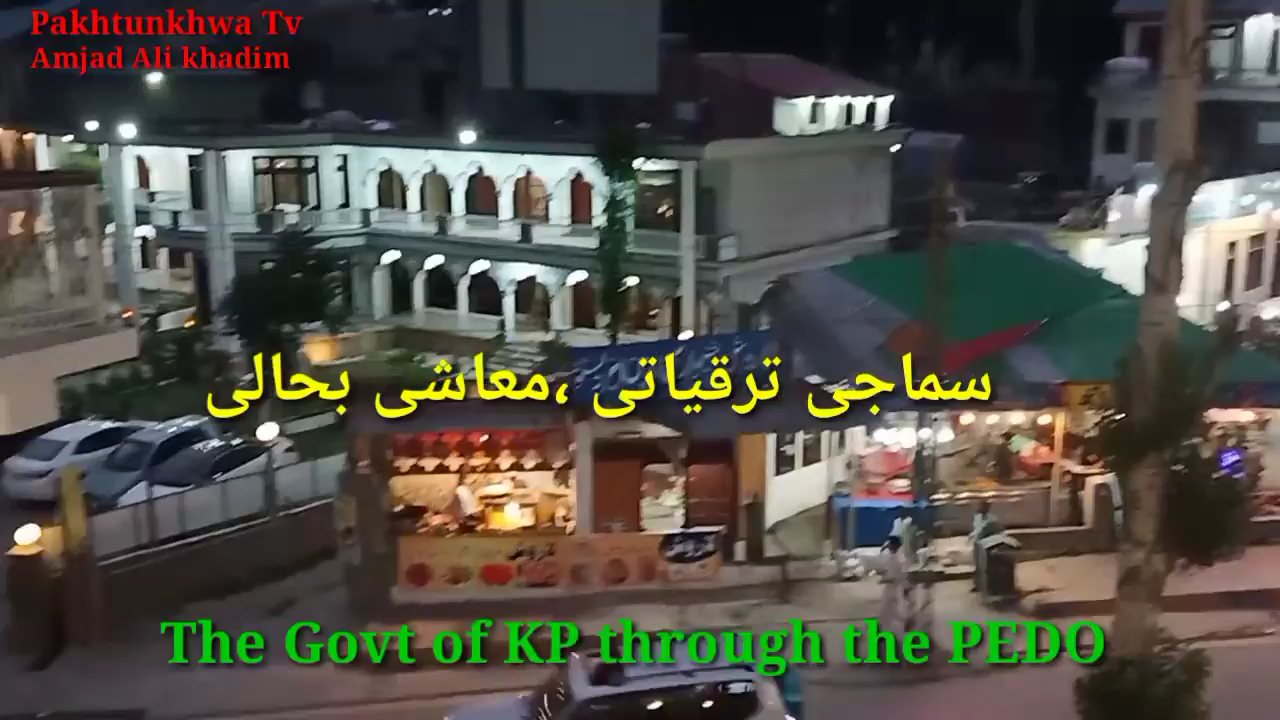 Pakhtunkhwa Tv
Amjad Ali khadim
سماجی ترقیاتی ،معاشی بحالی
The Govt of KP through the PEDO